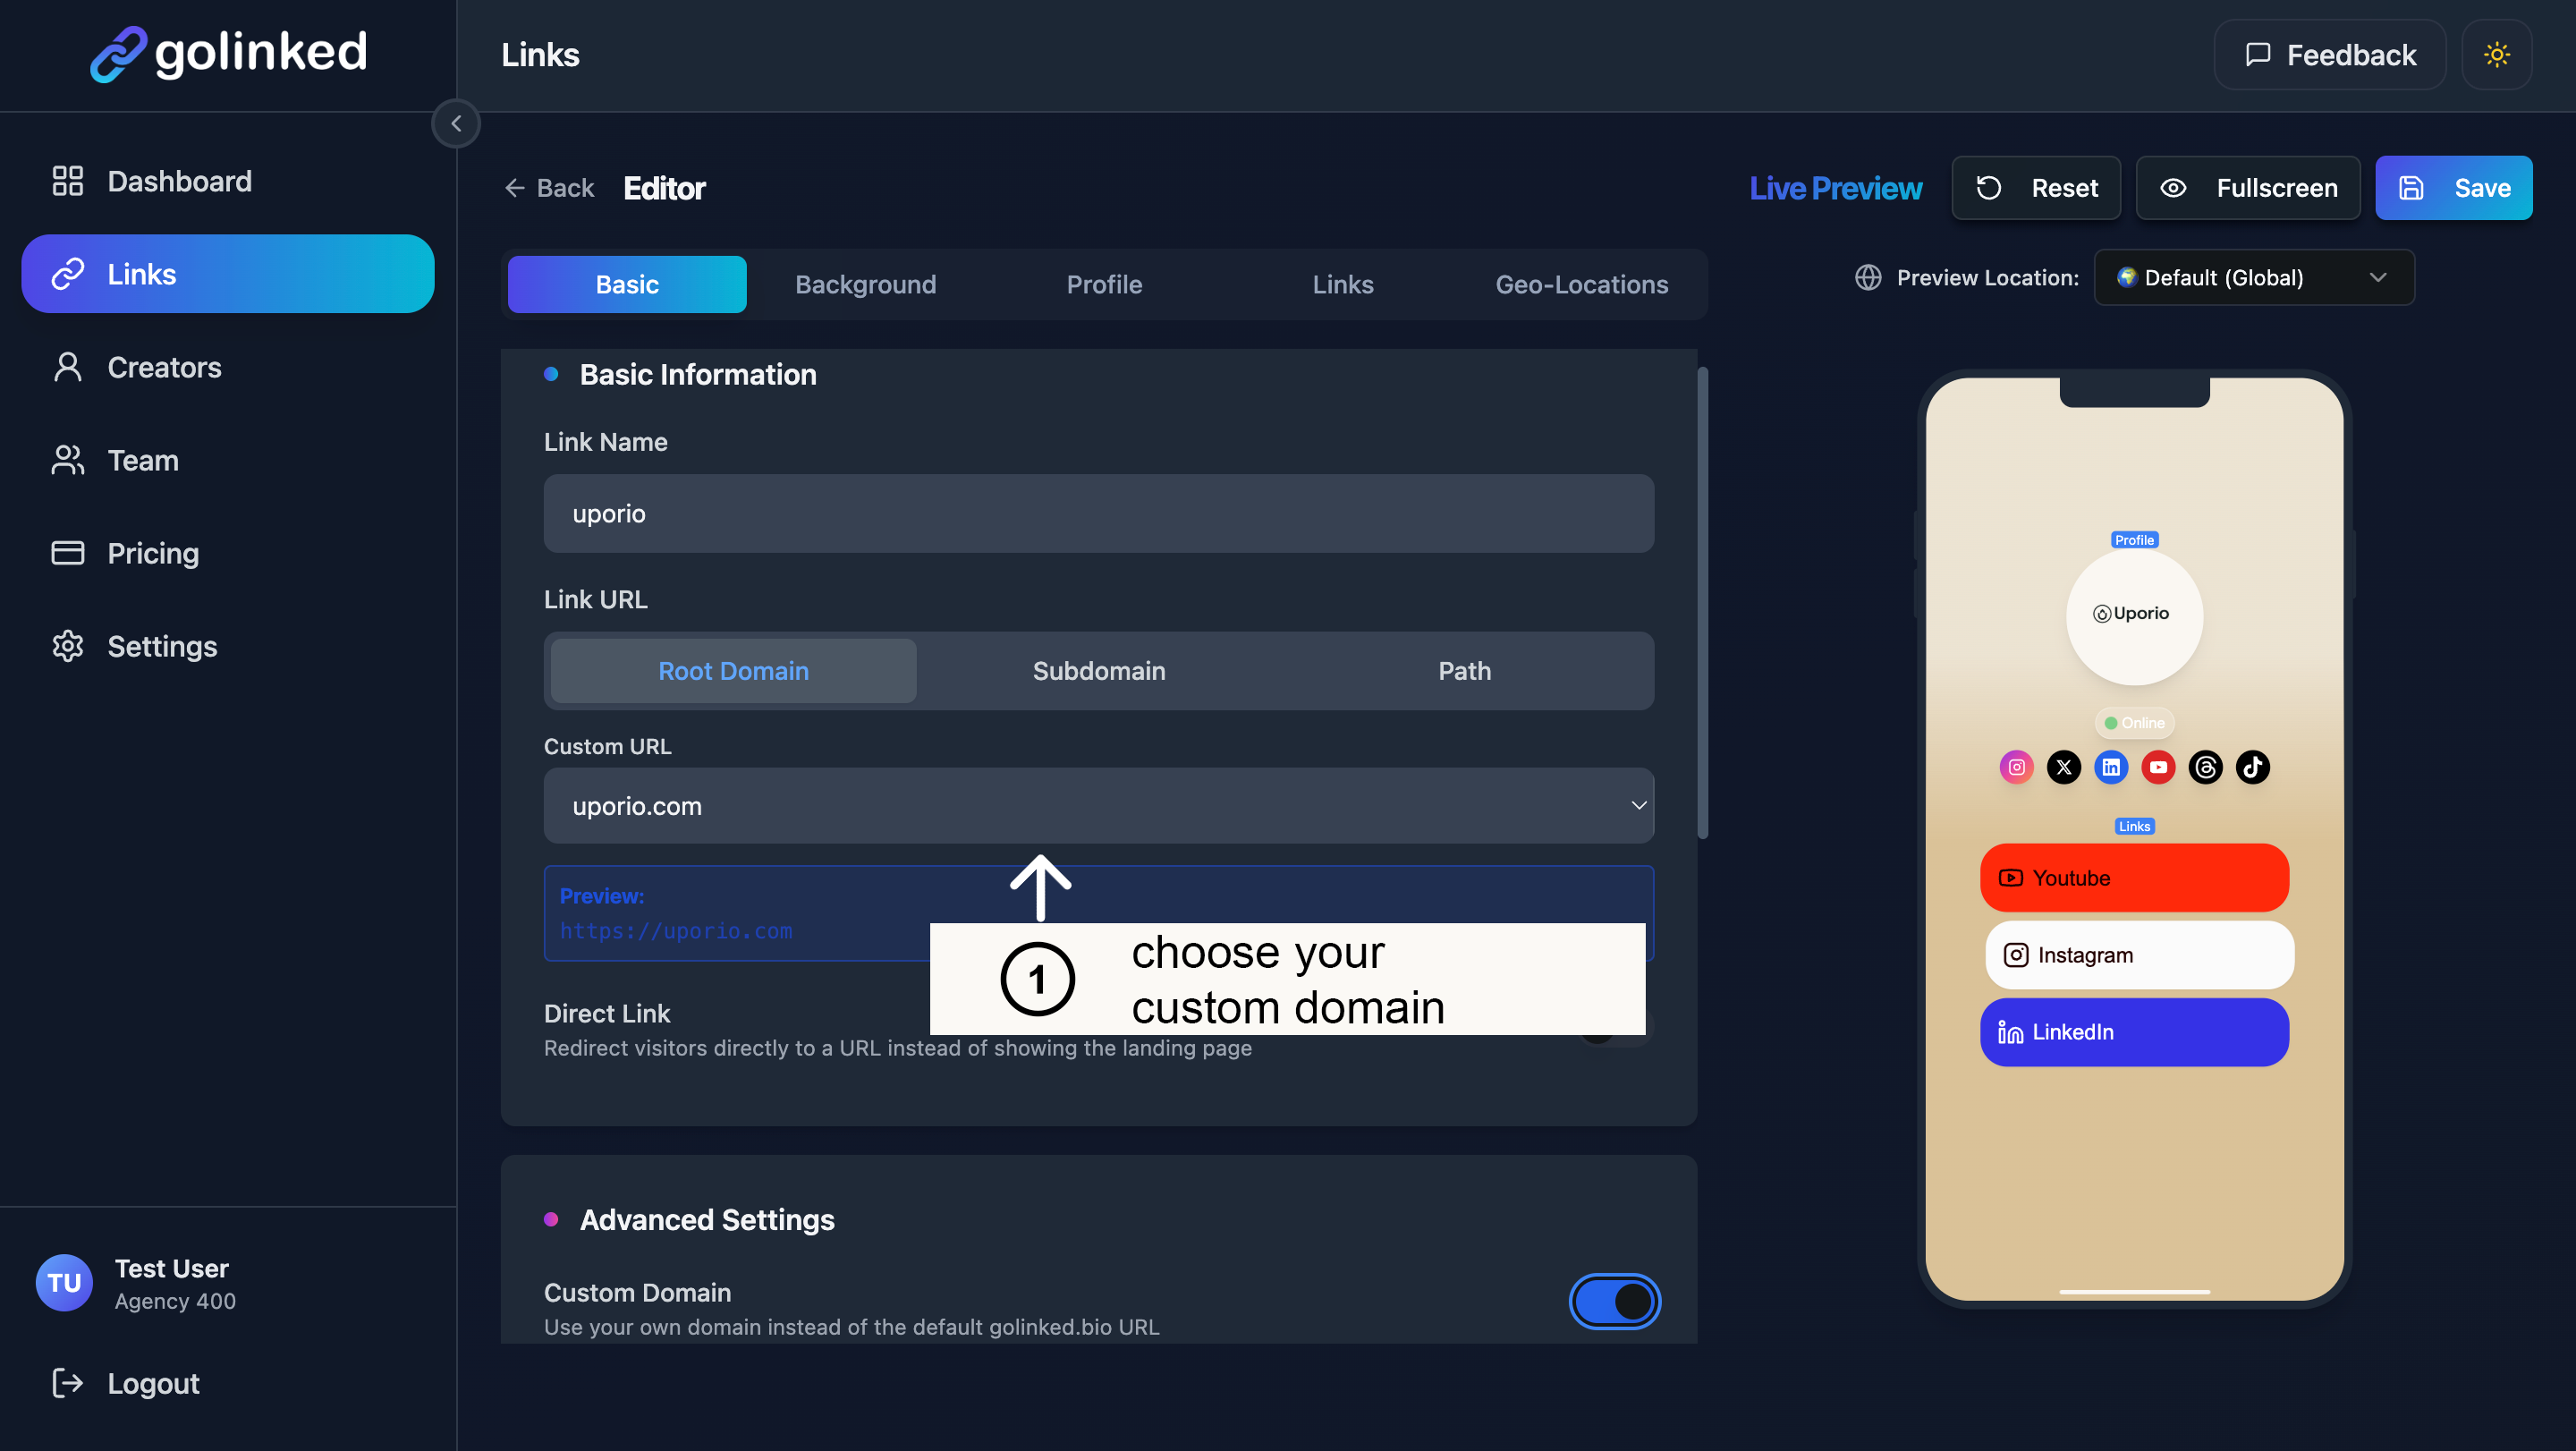 golinked
Links
Feedback
Dashboard
Links
Creators
Team
Pricing
Settings
Test User
TU
Agency 400
Logout
Back
Editor
Live Preview
Reset
Fullscreen
Save
Basic
Background
Profile
Links
Geo-Locations
Preview Location:
Default (Global)
Basic Information
Link Name
uporio
Link URL
Root Domain
Subdomain
Path
Custom URL
uporio.com
Preview:
https://uporio.com
1
choose your
custom domain
Direct Link
Redirect visitors directly to a URL instead of showing the landing page
Advanced Settings
Custom Domain
Use your own domain instead of the default golinked.bio URL
Profile
Uporio
Online
Links
Youtube
Instagram
LinkedIn